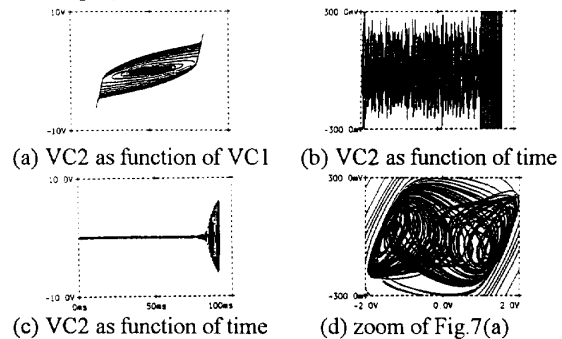 10V
-10V
300 mV
-300 0mV
(a) VC2 as function of VC1
(b) VC2 as function of time
10 0V
-10 0V
0ms 50ms 100ms
300 0mV
-300 0mV
-2 0V 0.0V 2 0V
(c) VC2 as function of time
(d) zoom of Fig.7(a)